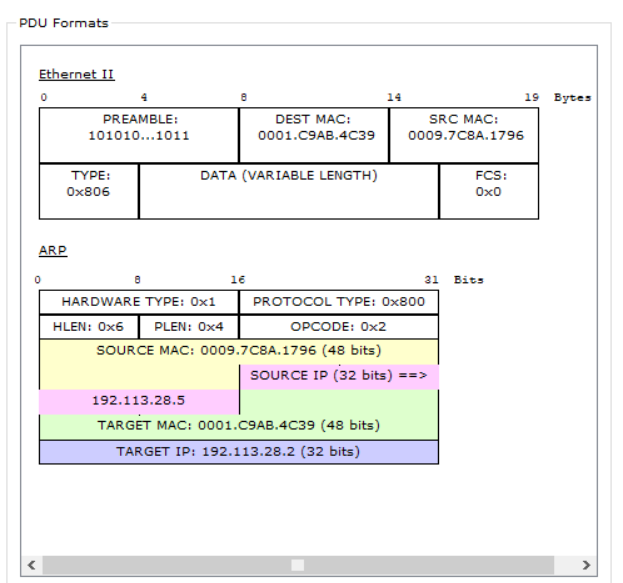 PDU Formats
Ethernet II
0 4 8 14 19 Bytes
PREAMBLE: DEST MAC: SRC MAC:
101010...1011 0001.C9AB.4C39 0009.7C8A.1796
TYPE: DATA (VARIABLE LENGTH) FCS:
0x806 0x0
ARP
0 8 16 31 Bits
HARDWARE TYPE: 0x1 PROTOCOL TYPE: 0x800
HLEN: 0x6 PLEN: 0x4 OPCODE: 0x2
SOURCE MAC: 0009.7C8A.1796 (48 bits)
SOURCE IP (32 bits) ==>
192.113.28.5
TARGET MAC: 0001.C9AB.4C39 (48 bits)
TARGET IP: 192.113.28.2 (32 bits)